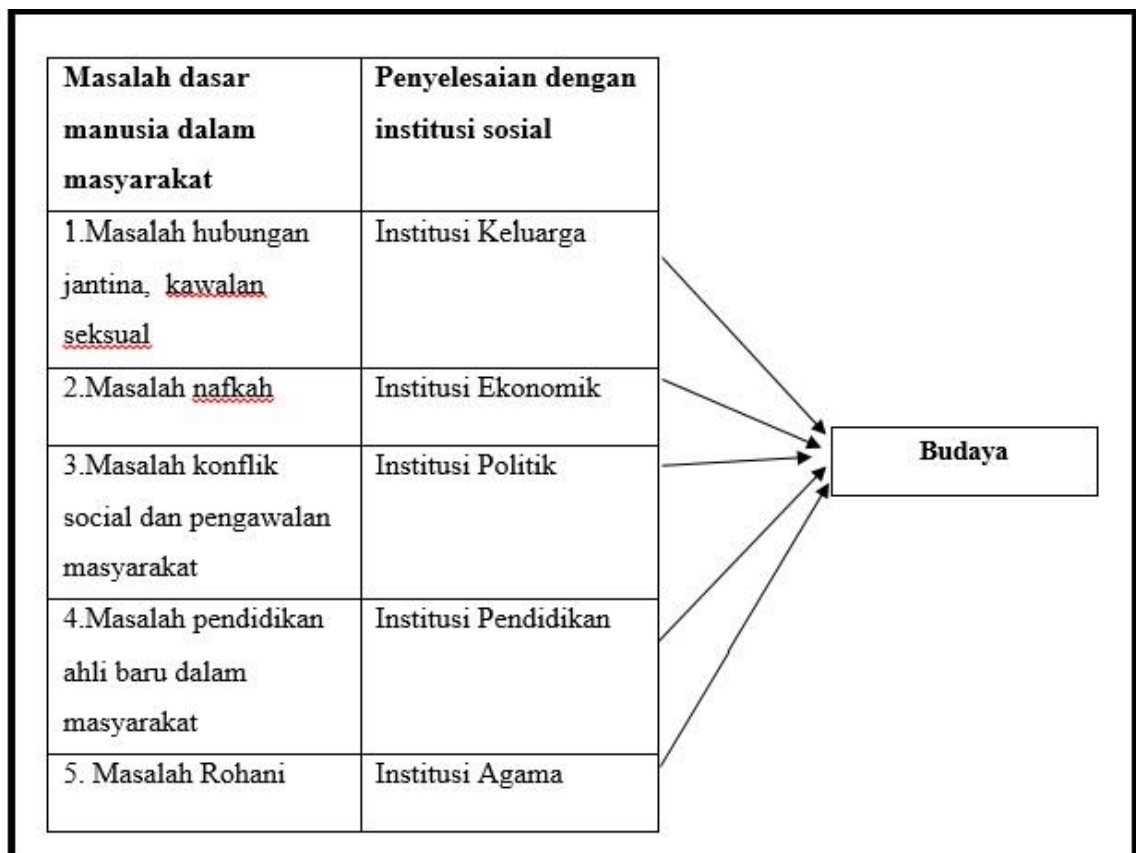 Masalah dasar
manusia dalam
masyarakat
Penyelesaian dengan
institusi sosial
1.Masalah hubungan
jantina, kawalan
seksual
Institusi Keluarga
2.Masalah nafkah
Institusi Ekonomik
3.Masalah konflik
social dan pengawalan
masyarakat
Institusi Politik
4.Masalah pendidikan
ahli baru dalam
masyarakat
Institusi Pendidikan
5. Masalah Rohani
Institusi Agama
Budaya